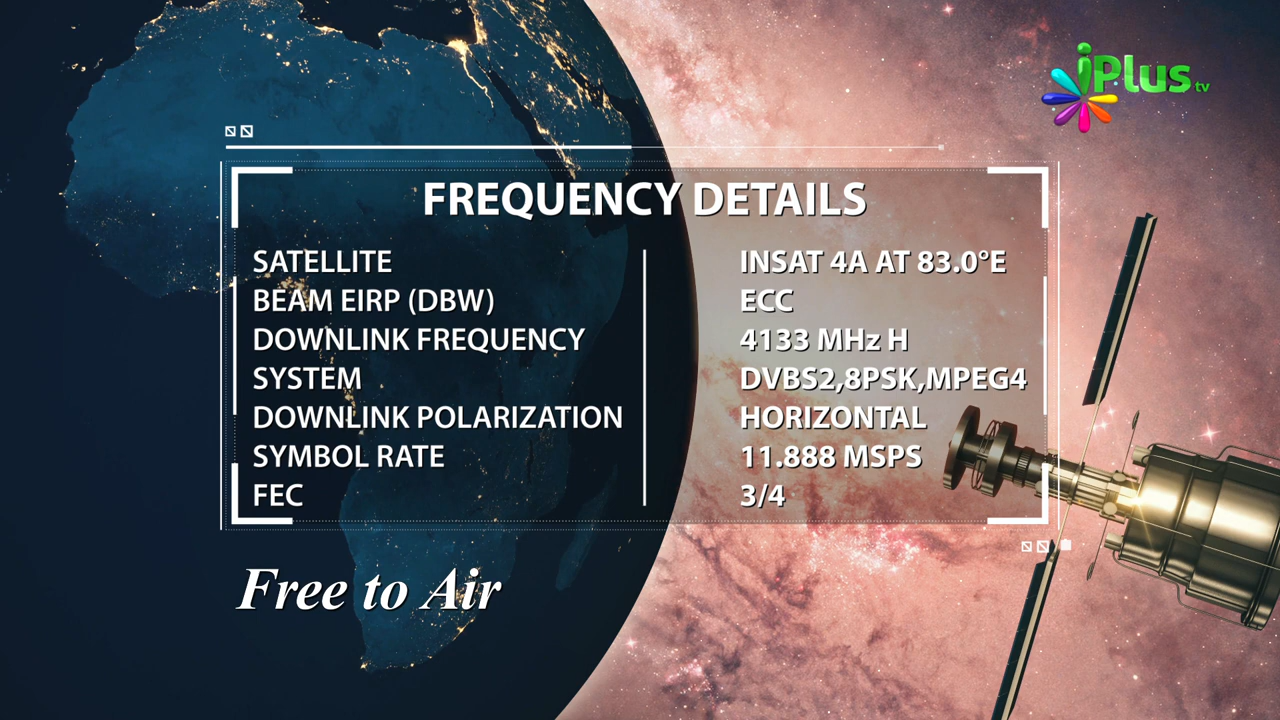 iPlus tv
FREQUENCY DETAILS
SATELLITE INSAT 4A AT 83.0°E
BEAM EIRP (DBW) ECC
DOWNLINK FREQUENCY 4133 MHz H
SYSTEM DVBS2,8PSK,MPEG4
DOWNLINK POLARIZATION HORIZONTAL
SYMBOL RATE 11.888 MSPS
FEC 3/4
Free to Air